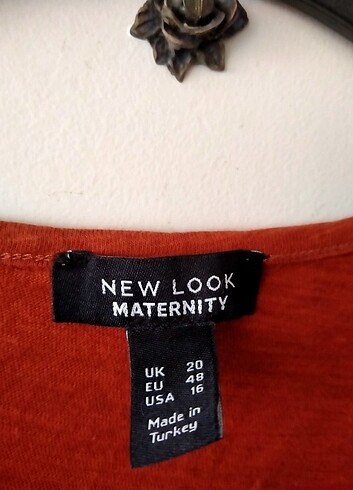 NEW LOOK
MATERNITY
UK 20
EU 48
USA 16
Made in
Turkey